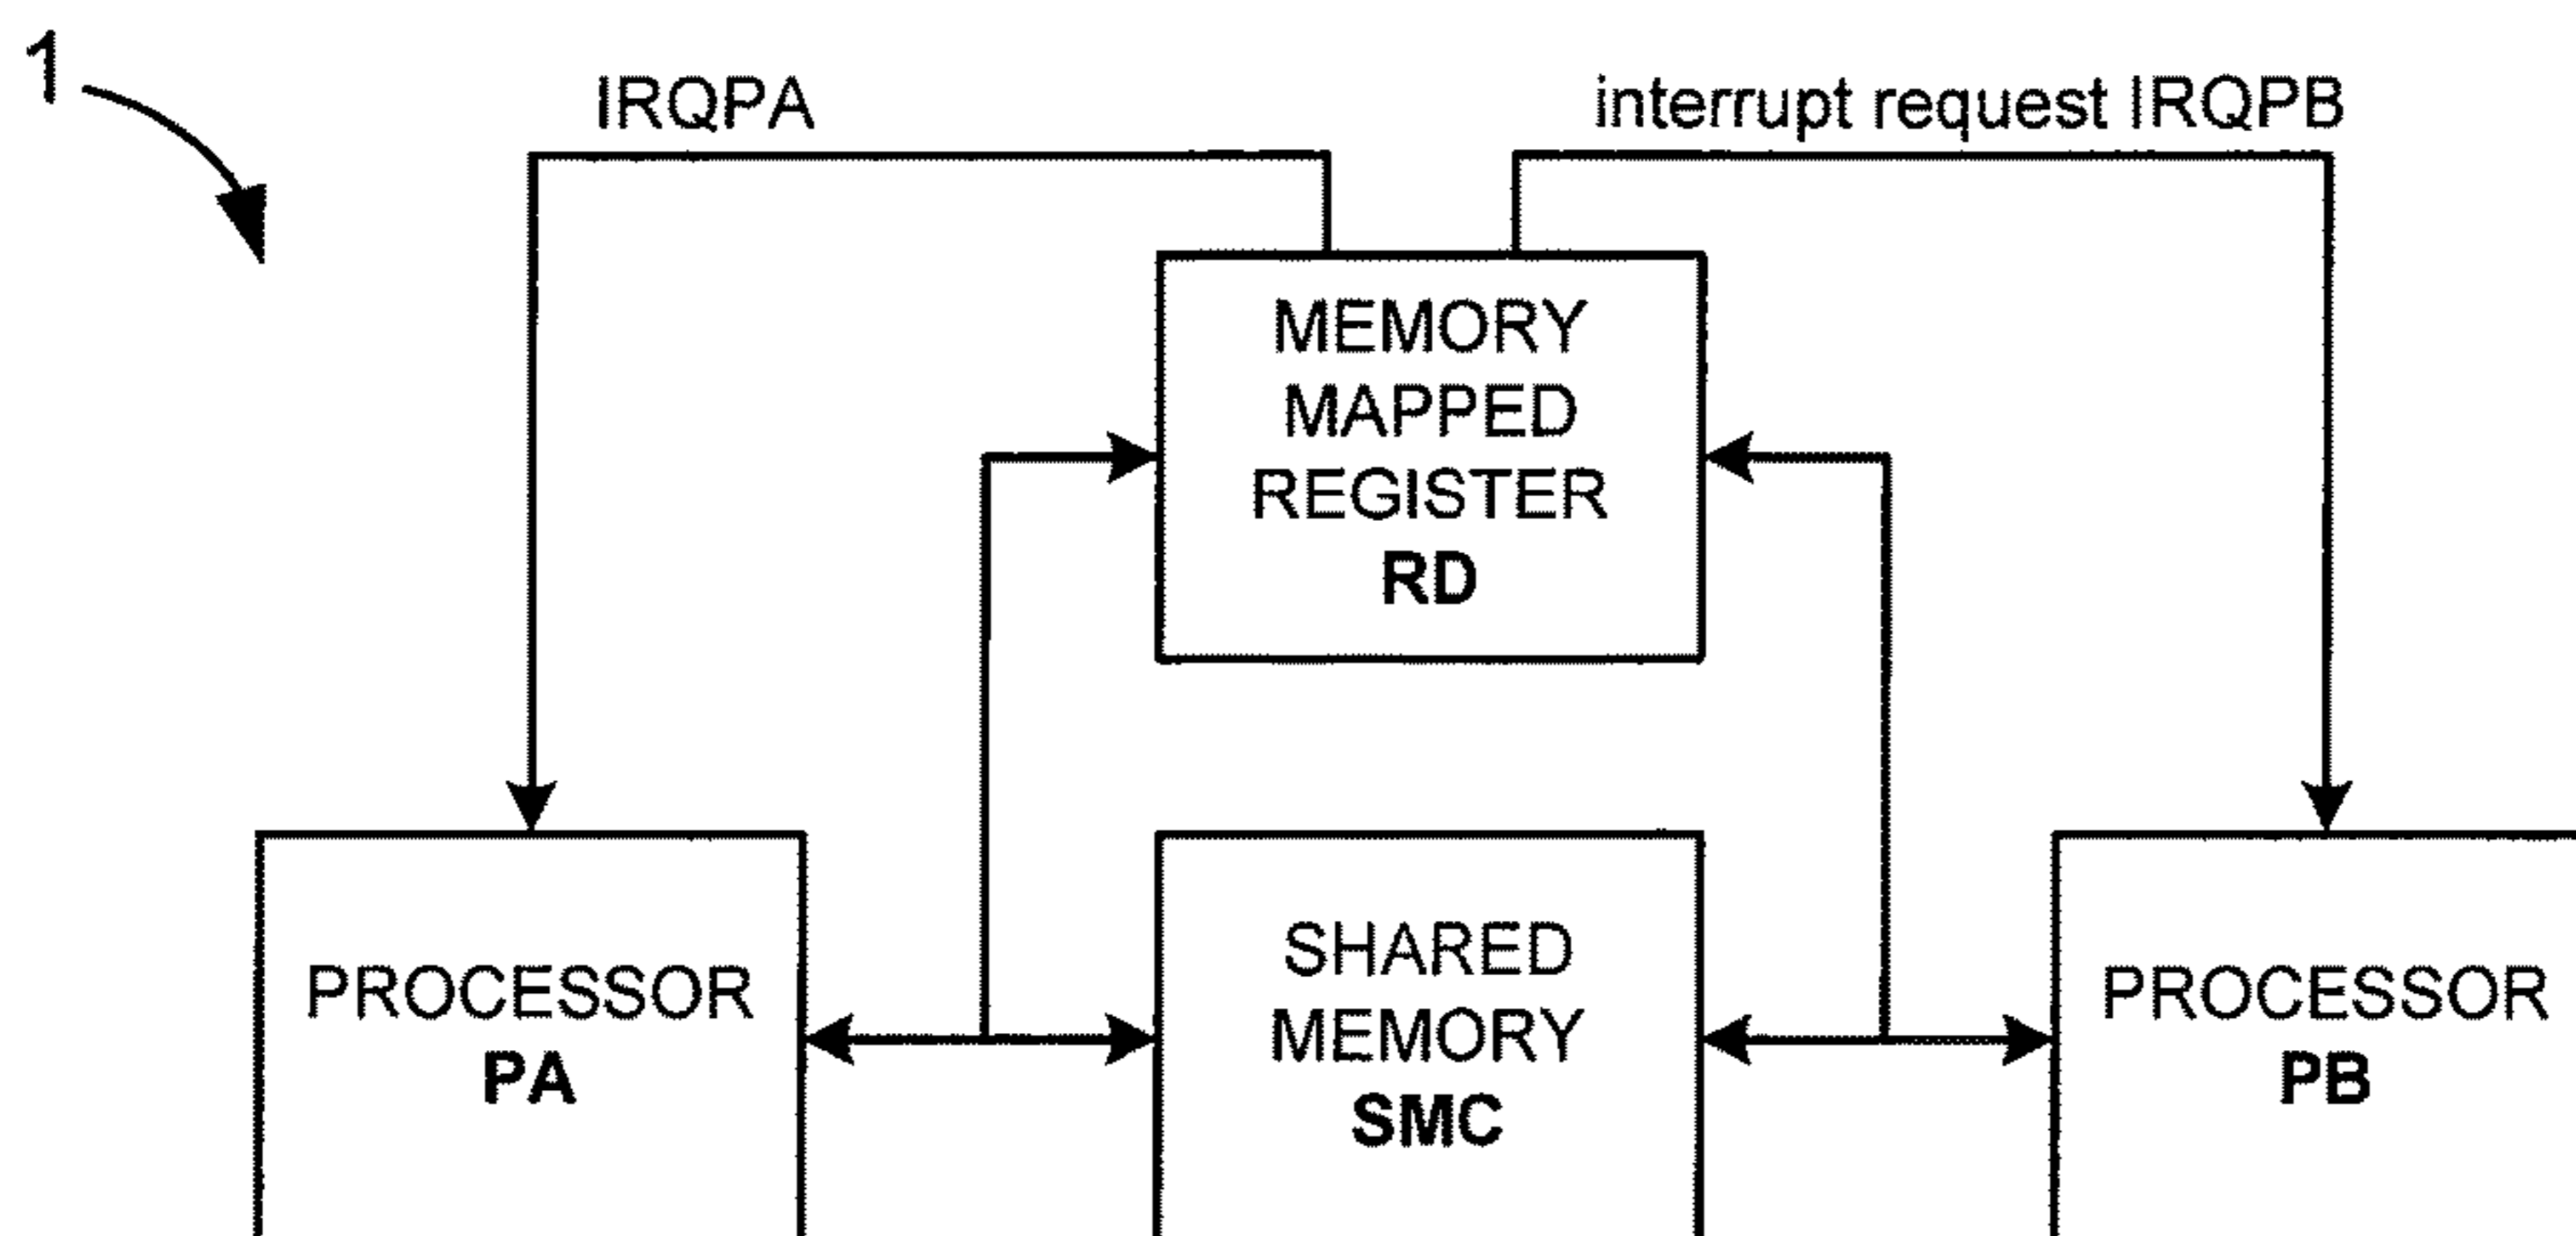 1
IRQPA
interrupt request IRQPB
MEMORY
MAPPED
REGISTER
RD
PROCESSOR
PA
SHARED
MEMORY
SMC
PROCESSOR
PB